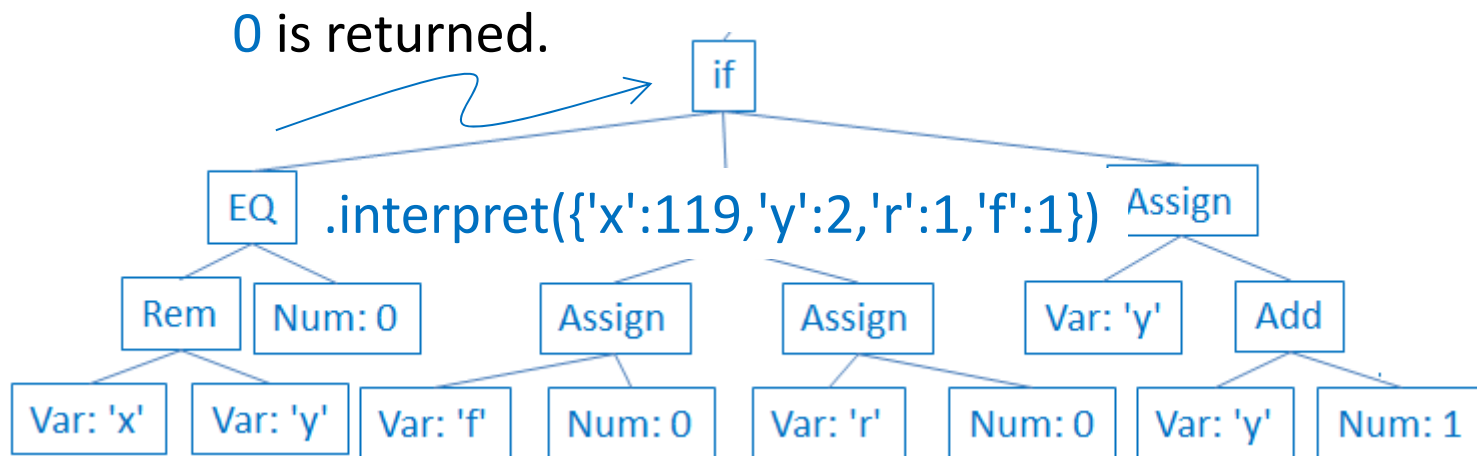 0 is returned.
if
EQ .interpret({'x':119,'y':2,'r':1,'f':1}) Assign
Rem Num: 0 Assign Assign Var: 'y' Add
Var: 'x' Var: 'y' Var: 'f' Num: 0 Var: 'r' Num: 0 Var: 'y' Num: 1